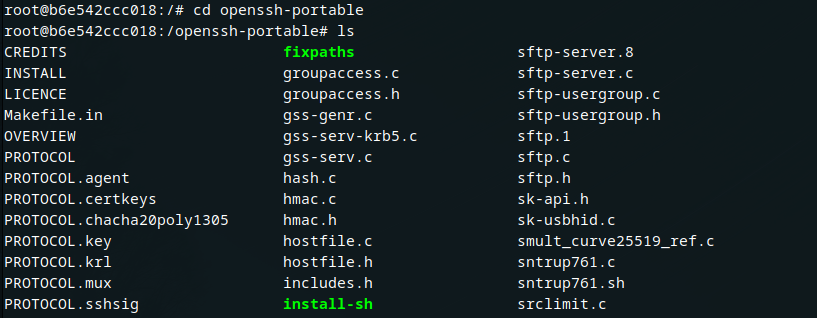 root@b6e542ccc018:/# cd openssh-portable
root@b6e542ccc018:/openssh-portable# ls
CREDITS fixpaths sftp-server.8
INSTALL groupaccess.c sftp-server.c
LICENCE groupaccess.h sftp-usergroup.c
Makefile.in gss-genr.c sftp-usergroup.h
OVERVIEW gss-serv-krb5.c sftp.1
PROTOCOL gss-serv.c sftp.c
PROTOCOL.agent hash.c sftp.h
PROTOCOL.certkeys hmac.c sk-api.h
PROTOCOL.chacha20poly1305 hmac.h sk-usbhid.c
PROTOCOL.key hostfile.c smult_curve25519_ref.c
PROTOCOL.krl hostfile.h sntrup761.c
PROTOCOL.mux includes.h sntrup761.sh
PROTOCOL.sshsig install-sh srclimit.c